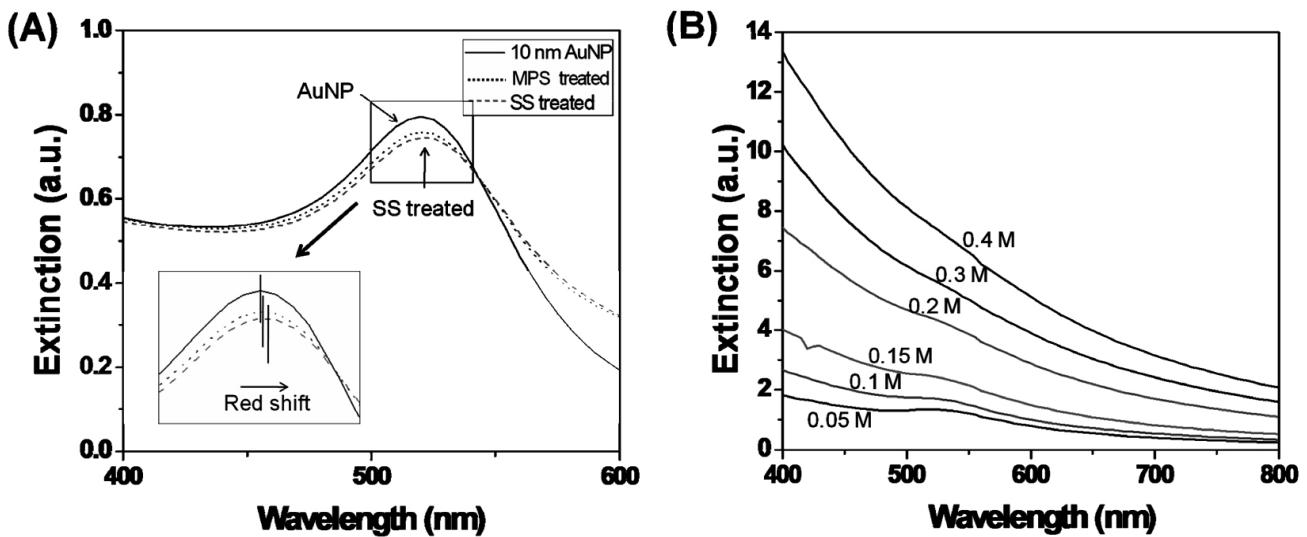 (A)
Extinction (a.u.)
1.0
0.8
0.6
0.4
0.2
0.0
10 nm AuNP
MPS treated
SS treated
AuNP
SS treated
Red shift
400
500
600
Wavelength (nm)
(B)
Extinction (a.u.)
14
12
10
8
6
4
2
0
0.4 M
0.3 M
0.2 M
0.15 M
0.1 M
0.05 M
400
500
600
700
800
Wavelength (nm)